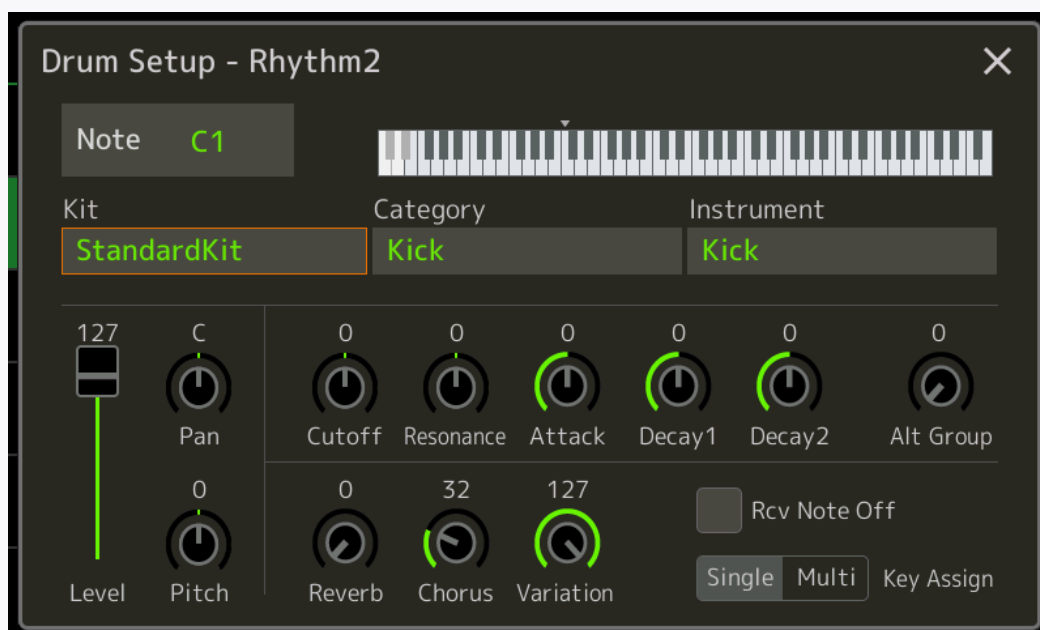 Drum Setup - Rhythm2
Note C1
Kit Category Instrument
StandardKit Kick Kick
127 C 0 0 0 0 0 0
Pan Cutoff Resonance Attack Decay1 Decay2 Alt Group
0 0 32 127
Rcv Note Off
Single Multi Key Assign
Level Pitch Reverb Chorus Variation